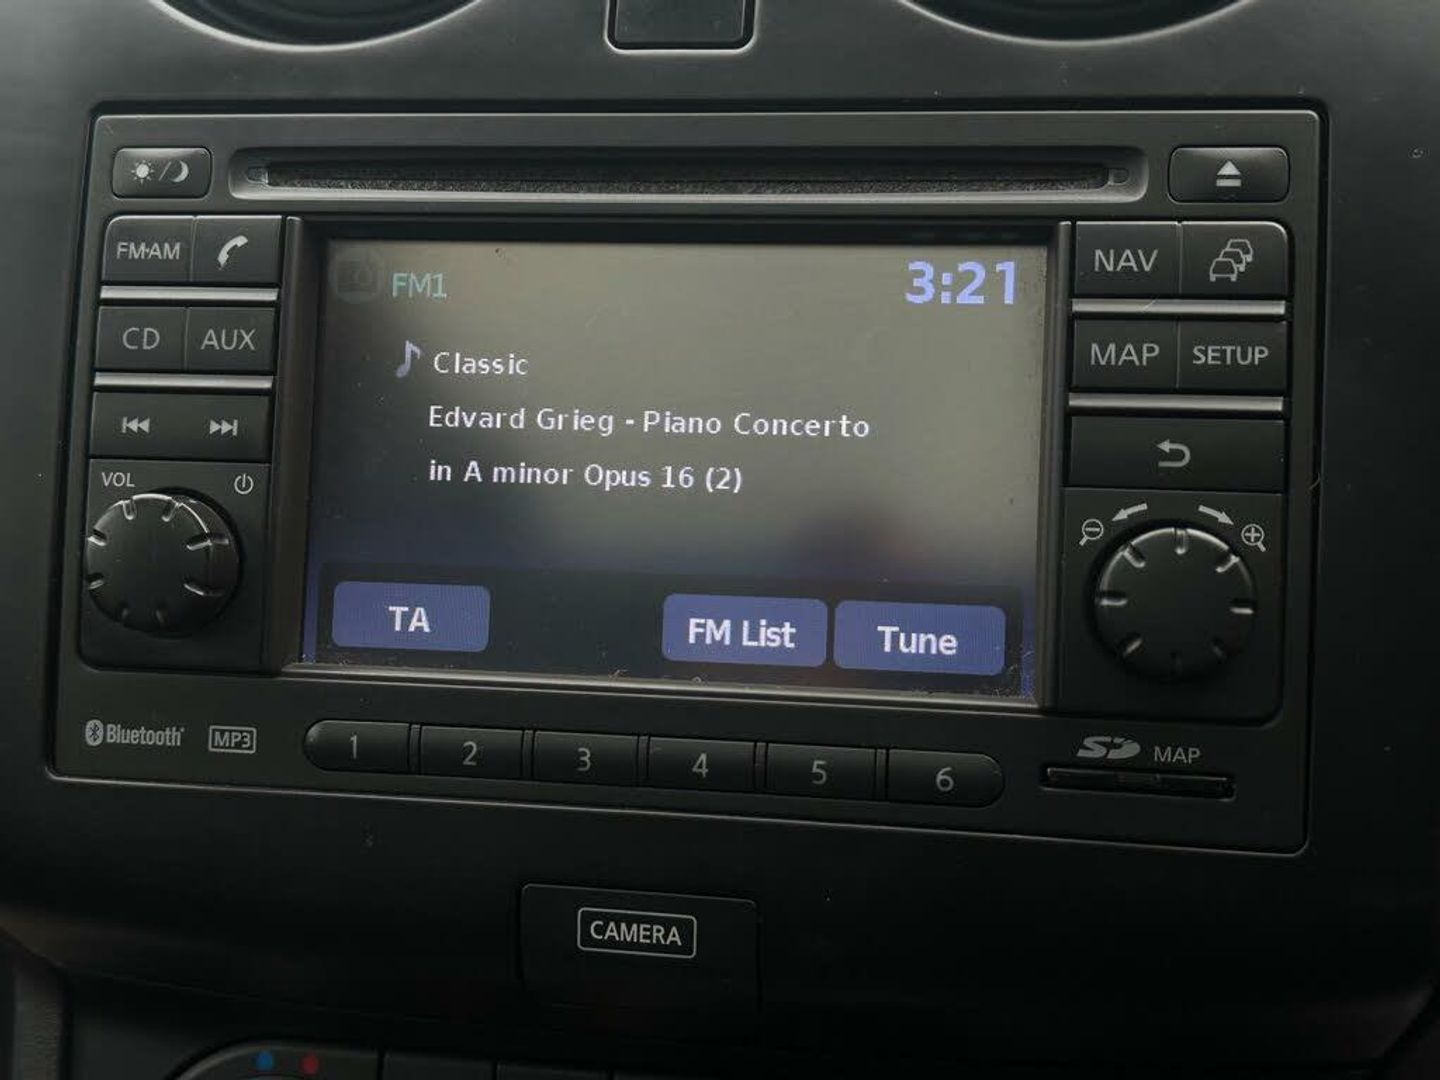 FM·AM
CD AUX
VOL
FM1 3:21
Classic
Edvard Grieg - Piano Concerto
in A minor Opus 16 (2)
TA FM List Tune
NAV
MAP SETUP
Bluetooth MP3
1 2 3 4 5 6
SD MAP
CAMERA